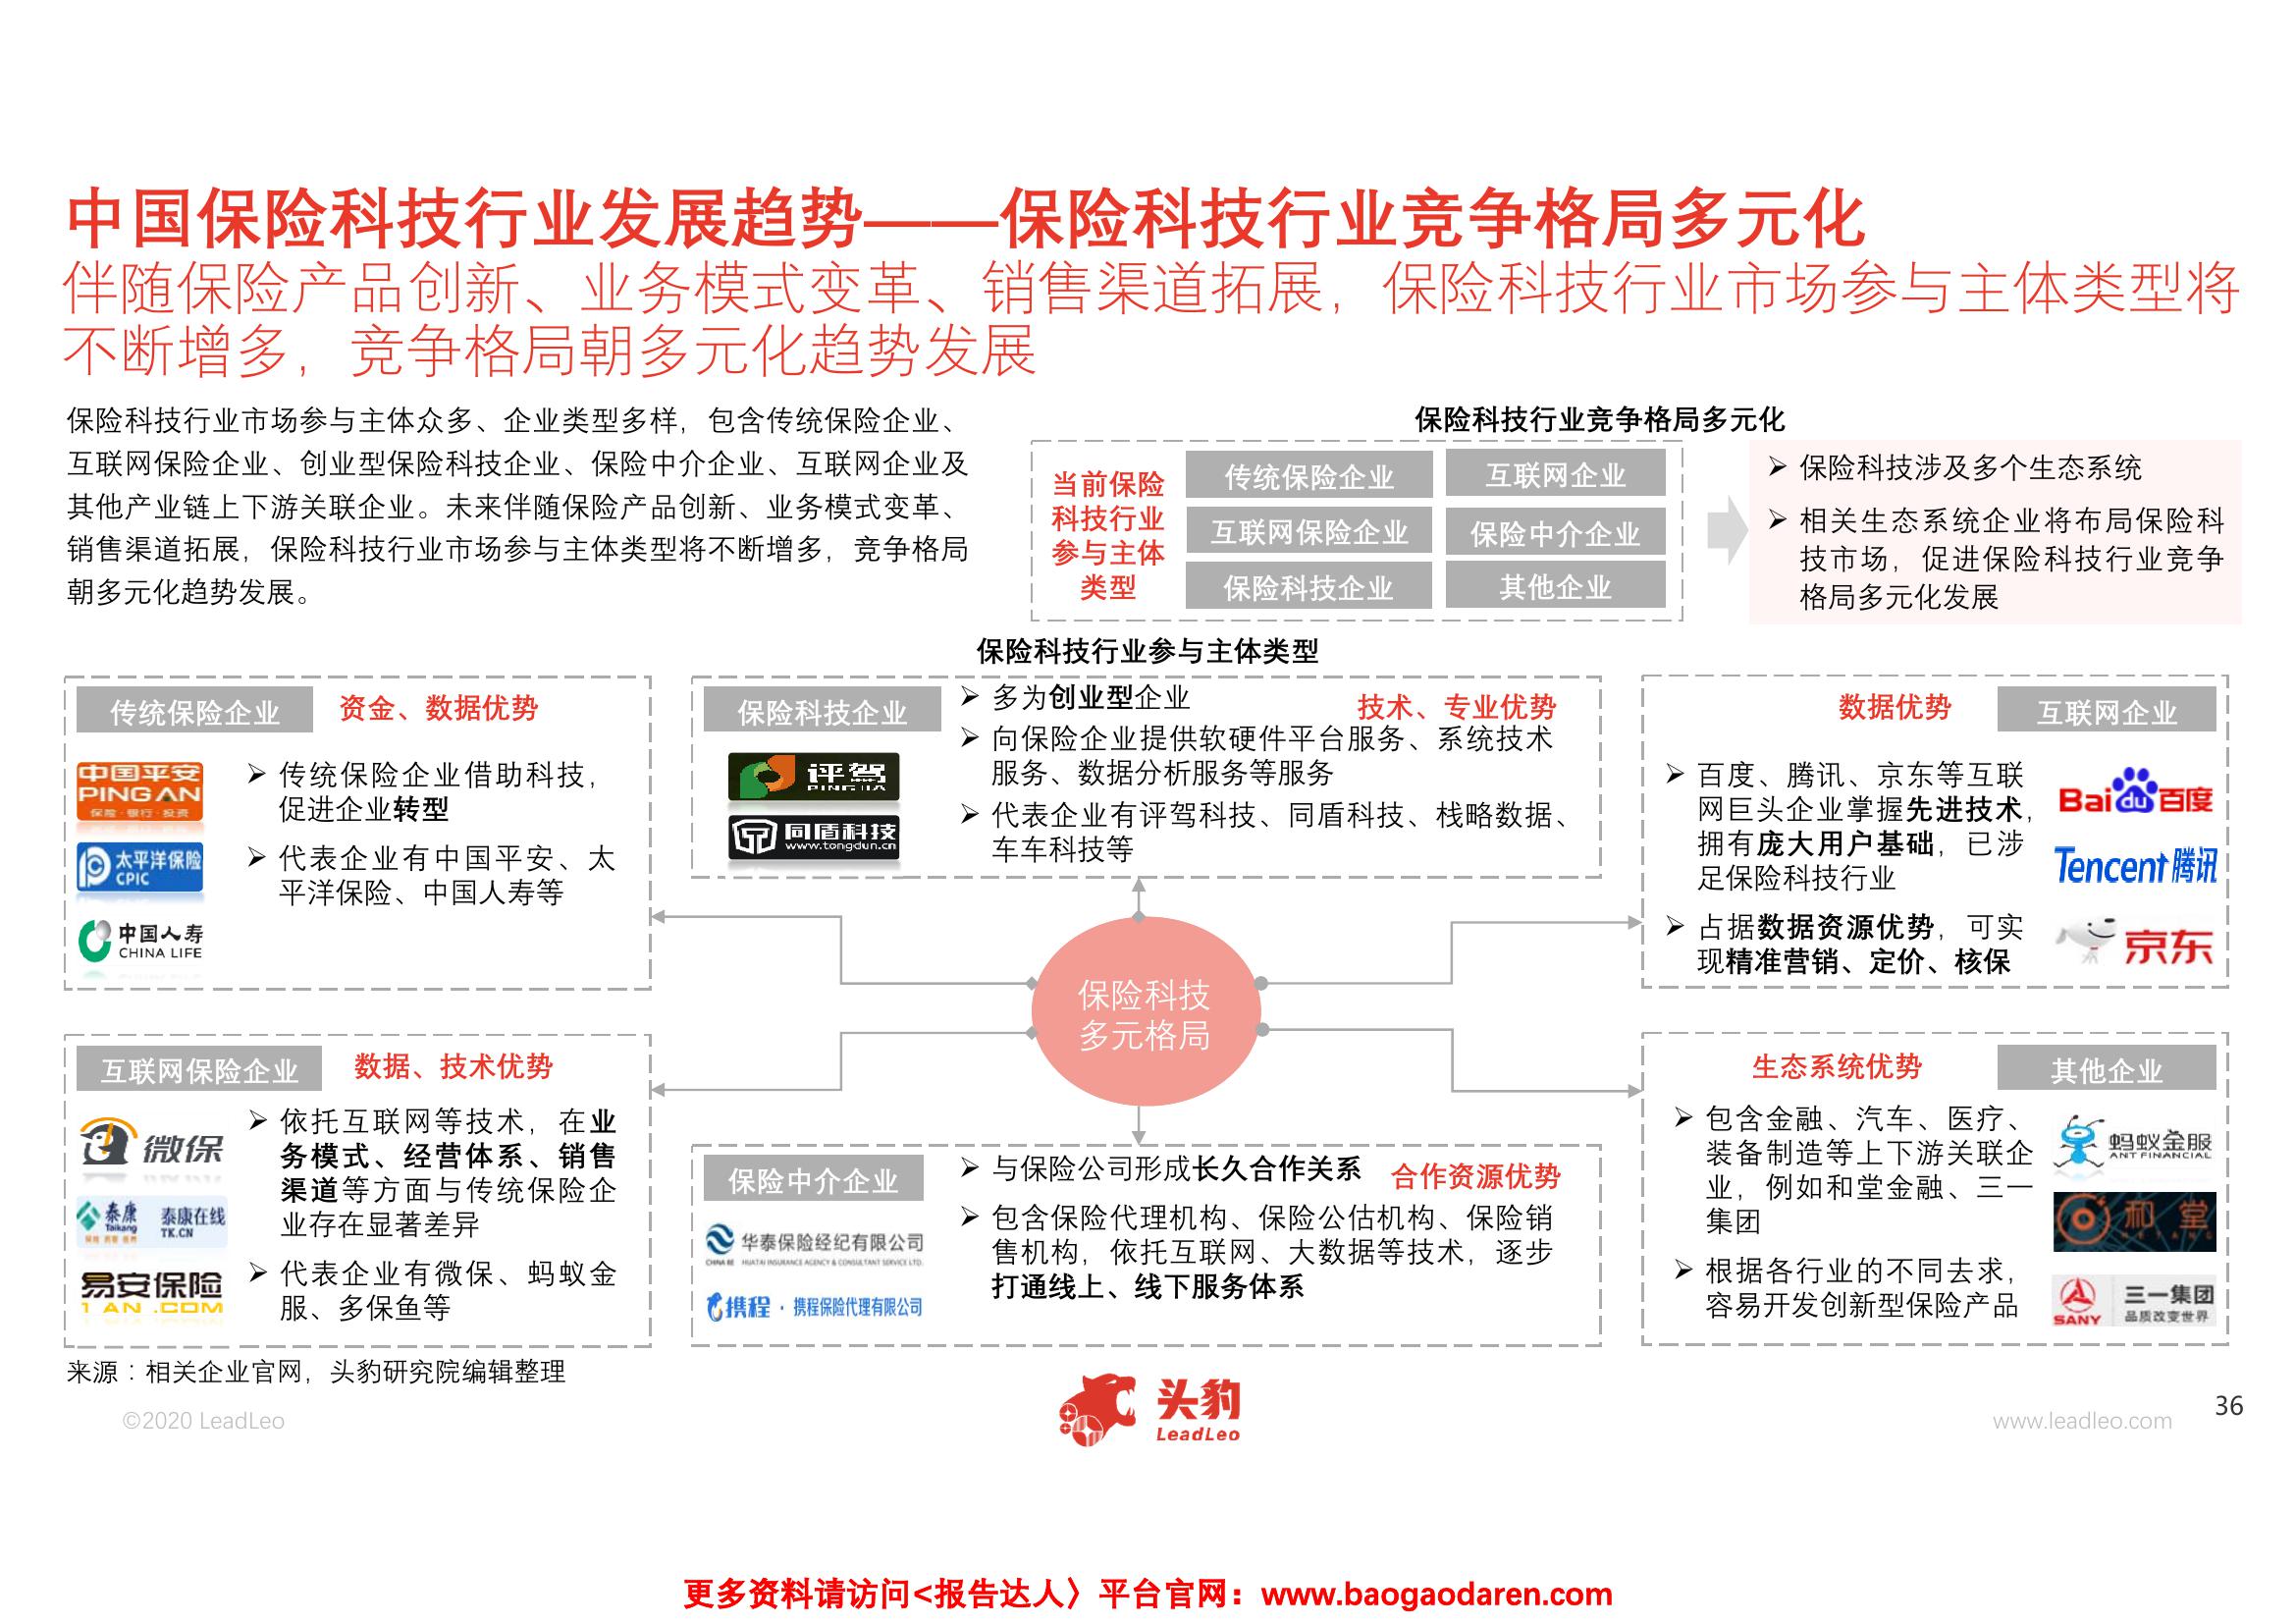 中国保险科技行业发展趋势——保险科技行业竞争格局多元化
伴随保险产品创新、业务模式变革、销售渠道拓展，保险科技行业市场参与主体类型将
不断增多，竞争格局朝多元化趋势发展
保险科技行业市场参与主体众多、企业类型多样，包含传统保险企业、
互联网保险企业、创业型保险科技企业、保险中介企业、互联网企业及
其他产业链上下游关联企业。未来伴随保险产品创新、业务模式变革、
销售渠道拓展，保险科技行业市场参与主体类型将不断增多，竞争格局
朝多元化趋势发展。
保险科技行业竞争格局多元化
当前保险
科技行业
参与主体
类型
传统保险企业
互联网企业
互联网保险企业
保险中介企业
保险科技企业
其他企业
➢ 保险科技涉及多个生态系统
➢ 相关生态系统企业将布局保险科
技市场，促进保险科技行业竞争
格局多元化发展
保险科技行业参与主体类型
传统保险企业
资金、数据优势
中国平安
PING AN
保险·银行·投资
太平洋保险
CPIC
中国人寿
CHINA LIFE
➢ 传统保险企业借助科技，
促进企业转型
➢ 代表企业有中国平安、太
平洋保险、中国人寿等
保险科技企业
技术、专业优势
评驾
同盾科技
www.tongdun.cn
➢ 多为创业型企业
➢ 向保险企业提供软硬件平台服务、系统技术
服务、数据分析服务等服务
➢ 代表企业有评驾科技、同盾科技、栈略数据、
车车科技等
数据优势
互联网企业
➢ 百度、腾讯、京东等互联
网巨头企业掌握先进技术，
拥有庞大用户基础，已涉
足保险科技行业
➢ 占据数据资源优势，可实
现精准营销、定价、核保
Bai du 百度
Tencent 腾讯
京东
保险科技
多元格局
互联网保险企业
数据、技术优势
微保
泰康
Taikang
泰康在线
TK.CN
易安保险
1 AN .COM
➢ 依托互联网等技术，在业
务模式、经营体系、销售
渠道等方面与传统保险企
业存在显著差异
➢ 代表企业有微保、蚂蚁金
服、多保鱼等
保险中介企业
合作资源优势
华泰保险经纪有限公司
CHINA RE HUATAI INSURANCE AGENCY & CONSULTANT SERVICE LTD.
携程·携程保险代理有限公司
➢ 与保险公司形成长久合作关系
➢ 包含保险代理机构、保险公估机构、保险销
售机构，依托互联网、大数据等技术，逐步
打通线上、线下服务体系
生态系统优势
其他企业
➢ 包含金融、汽车、医疗、
装备制造等上下游关联企
业，例如和堂金融、三一
集团
➢ 根据各行业的不同去求，
容易开发创新型保险产品
蚂蚁金服
ANT FINANCIAL
和堂
SANY
三一集团
品质改变世界
来源：相关企业官网，头豹研究院编辑整理
©2020 LeadLeo
头豹
LeadLeo
www.leadleo.com
36
更多资料请访问<报告达人〉平台官网：www.baogaodaren.com